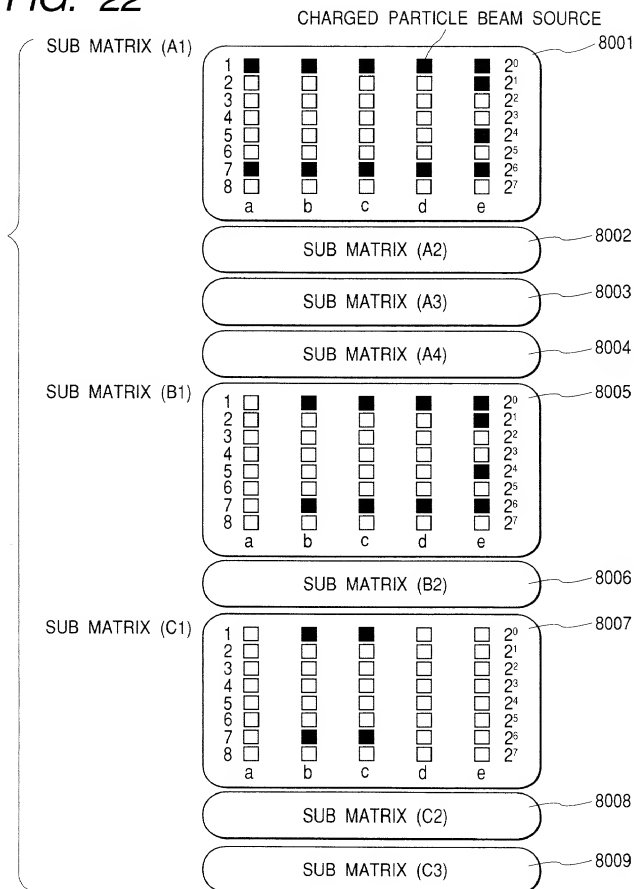 FIG. 22
CHARGED PARTICLE BEAM SOURCE
SUB MATRIX (A1)
8001
1 2⁰
2 2¹
3 2²
4 2³
5 2⁴
6 2⁵
7 2⁶
8 2⁷
a b c d e
SUB MATRIX (A2)
8002
SUB MATRIX (A3)
8003
SUB MATRIX (A4)
8004
SUB MATRIX (B1)
8005
1 2⁰
2 2¹
3 2²
4 2³
5 2⁴
6 2⁵
7 2⁶
8 2⁷
a b c d e
SUB MATRIX (B2)
8006
SUB MATRIX (C1)
8007
1 2⁰
2 2¹
3 2²
4 2³
5 2⁴
6 2⁵
7 2⁶
8 2⁷
a b c d e
SUB MATRIX (C2)
8008
SUB MATRIX (C3)
8009